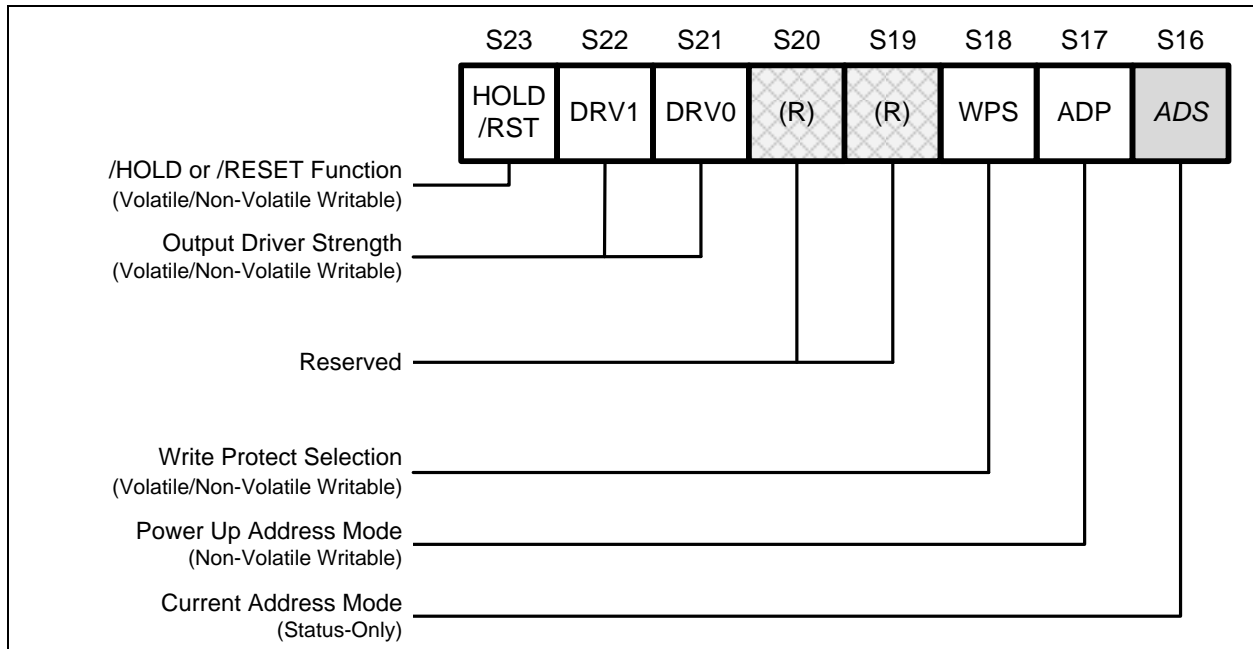 S23 S22 S21 S20 S19 S18 S17 S16
HOLD
/RST
DRV1 DRV0 (R) (R) WPS ADP ADS
/HOLD or /RESET Function
(Volatile/Non-Volatile Writable)
Output Driver Strength
(Volatile/Non-Volatile Writable)
Reserved
Write Protect Selection
(Volatile/Non-Volatile Writable)
Power Up Address Mode
(Non-Volatile Writable)
Current Address Mode
(Status-Only)